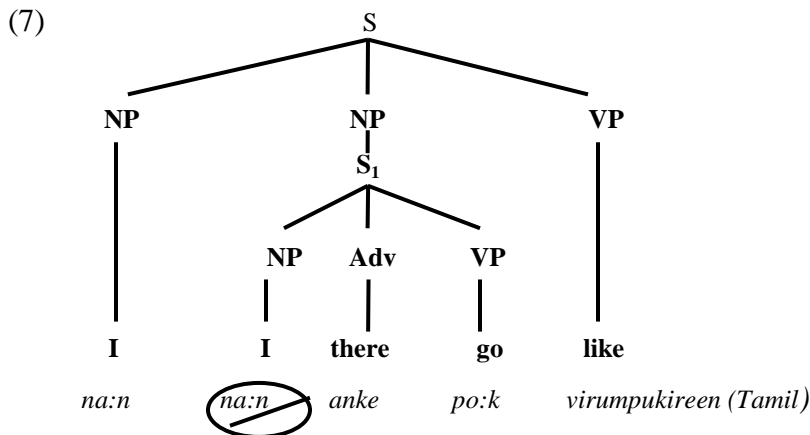 (7)
S
NP NP VP
S₁
NP Adv VP
I I there go like
na:n na:n anke po:k virumpukireen (Tamil)